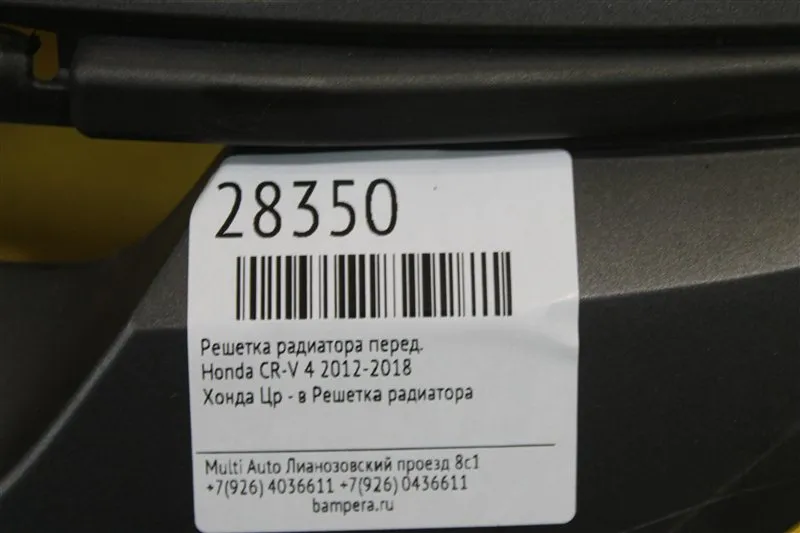 28350
Решетка радиатора перед.
Honda CR-V 4 2012-2018
Хонда Цр - в Решетка радиатора
Multi Auto Лианозовский проезд 8с1
+7(926) 4036611 +7(926) 0436611
bampera.ru